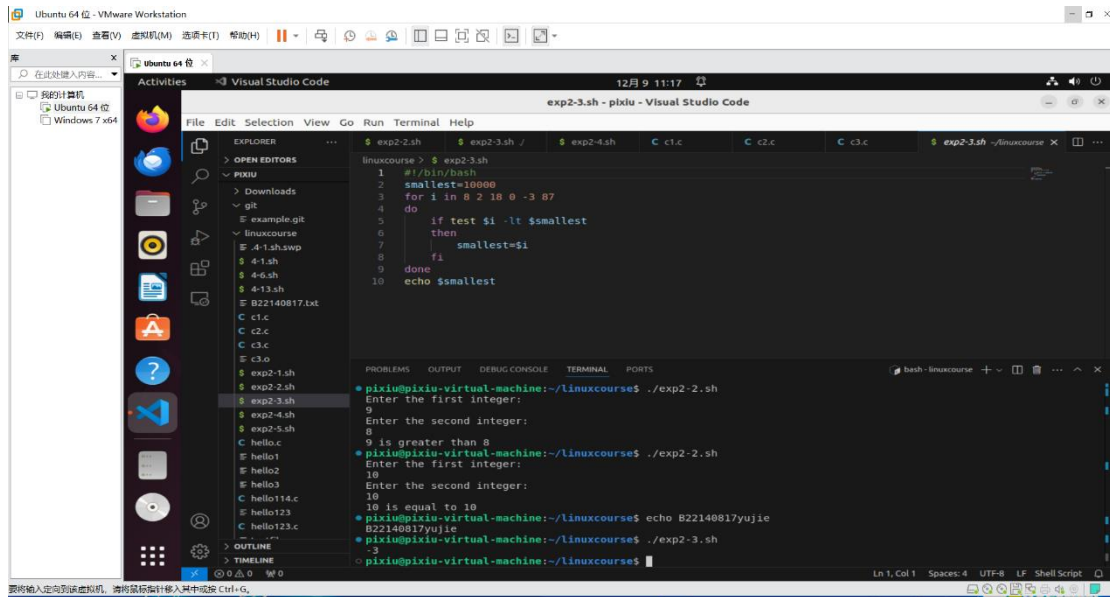 Ubuntu 64 位 - VMware Workstation
文件(F) 编辑(E) 查看(V) 虚拟机(M) 选项卡(T) 帮助(H)
库
在此处键入内容...
我的计算机
Ubuntu 64 位
Windows 7 x64
Ubuntu 64 位
Activities
Visual Studio Code
12月 9 11:17
exp2-3.sh - pixiu - Visual Studio Code
File Edit Selection View Go Run Terminal Help
EXPLORER
OPEN EDITORS
PIXIU
Downloads
git
example.git
linuxcourse
.4-1.sh.swp
4-1.sh
4-6.sh
4-13.sh
B22140817.txt
c1.c
c2.c
c3.c
c3.o
exp2-1.sh
exp2-2.sh
exp2-3.sh
exp2-4.sh
exp2-5.sh
hello.c
hello1
hello2
hello3
hello114.c
hello123
hello123.c
OUTLINE
TIMELINE
$ exp2-2.sh $ exp2-3.sh ./ $ exp2-4.sh C c1.c C c2.c C c3.c $ exp2-3.sh ~/linuxcourse
linuxcourse > $ exp2-3.sh
1 #!/bin/bash
2 smallest=10000
3 for i in 8 2 18 0 -3 87
4 do
5 if test $i -lt $smallest
6 then
7 smallest=$i
8 fi
9 done
10 echo $smallest
PROBLEMS OUTPUT DEBUG CONSOLE TERMINAL PORTS
bash - linuxcourse
pixiu@pixiu-virtual-machine:~/linuxcourse$ ./exp2-2.sh
Enter the first integer:
9
Enter the second integer:
8
9 is greater than 8
pixiu@pixiu-virtual-machine:~/linuxcourse$ ./exp2-2.sh
Enter the first integer:
10
Enter the second integer:
10
10 is equal to 10
pixiu@pixiu-virtual-machine:~/linuxcourse$ echo B22140817yujie
B22140817yujie
pixiu@pixiu-virtual-machine:~/linuxcourse$ ./exp2-3.sh
-3
pixiu@pixiu-virtual-machine:~/linuxcourse$
0 0 0
Ln 1, Col 1 Spaces: 4 UTF-8 LF Shell Script
要将输入定向到该虚拟机，请将鼠标指针移入其中或按 Ctrl+G。